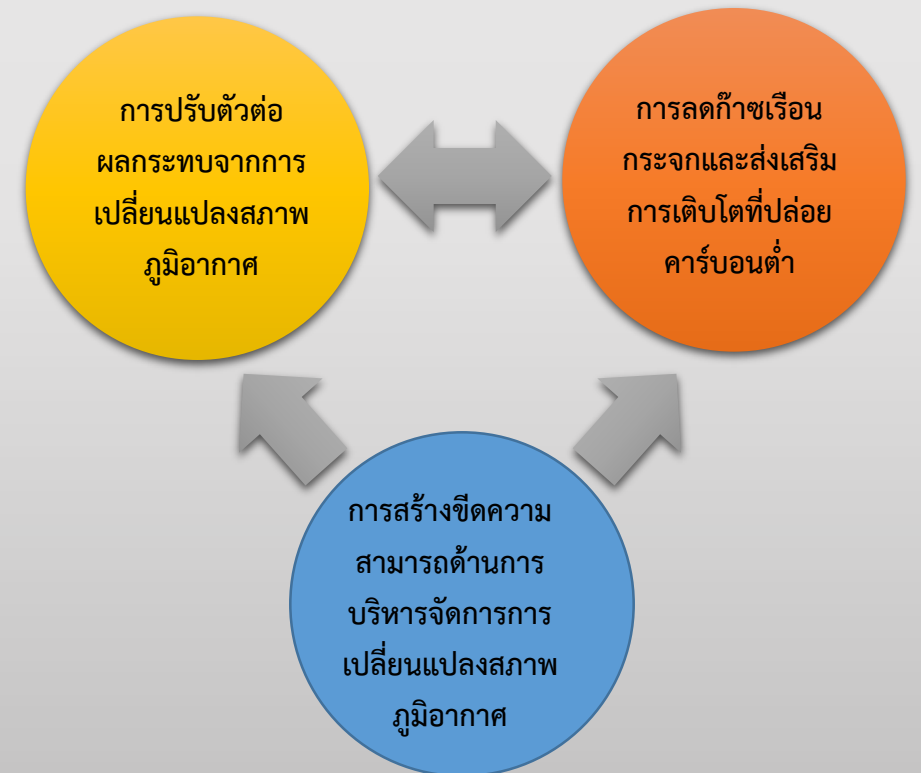 การปรับตัวต่อ
ผลกระทบจากการ
เปลี่ยนแปลงสภาพ
ภูมิอากาศ
การลดก๊าซเรือน
กระจกและส่งเสริม
การเติบโตที่ปล่อย
คาร์บอนต่ำ
การสร้างขีดความ
สามารถด้านการ
บริหารจัดการการ
เปลี่ยนแปลงสภาพ
ภูมิอากาศ